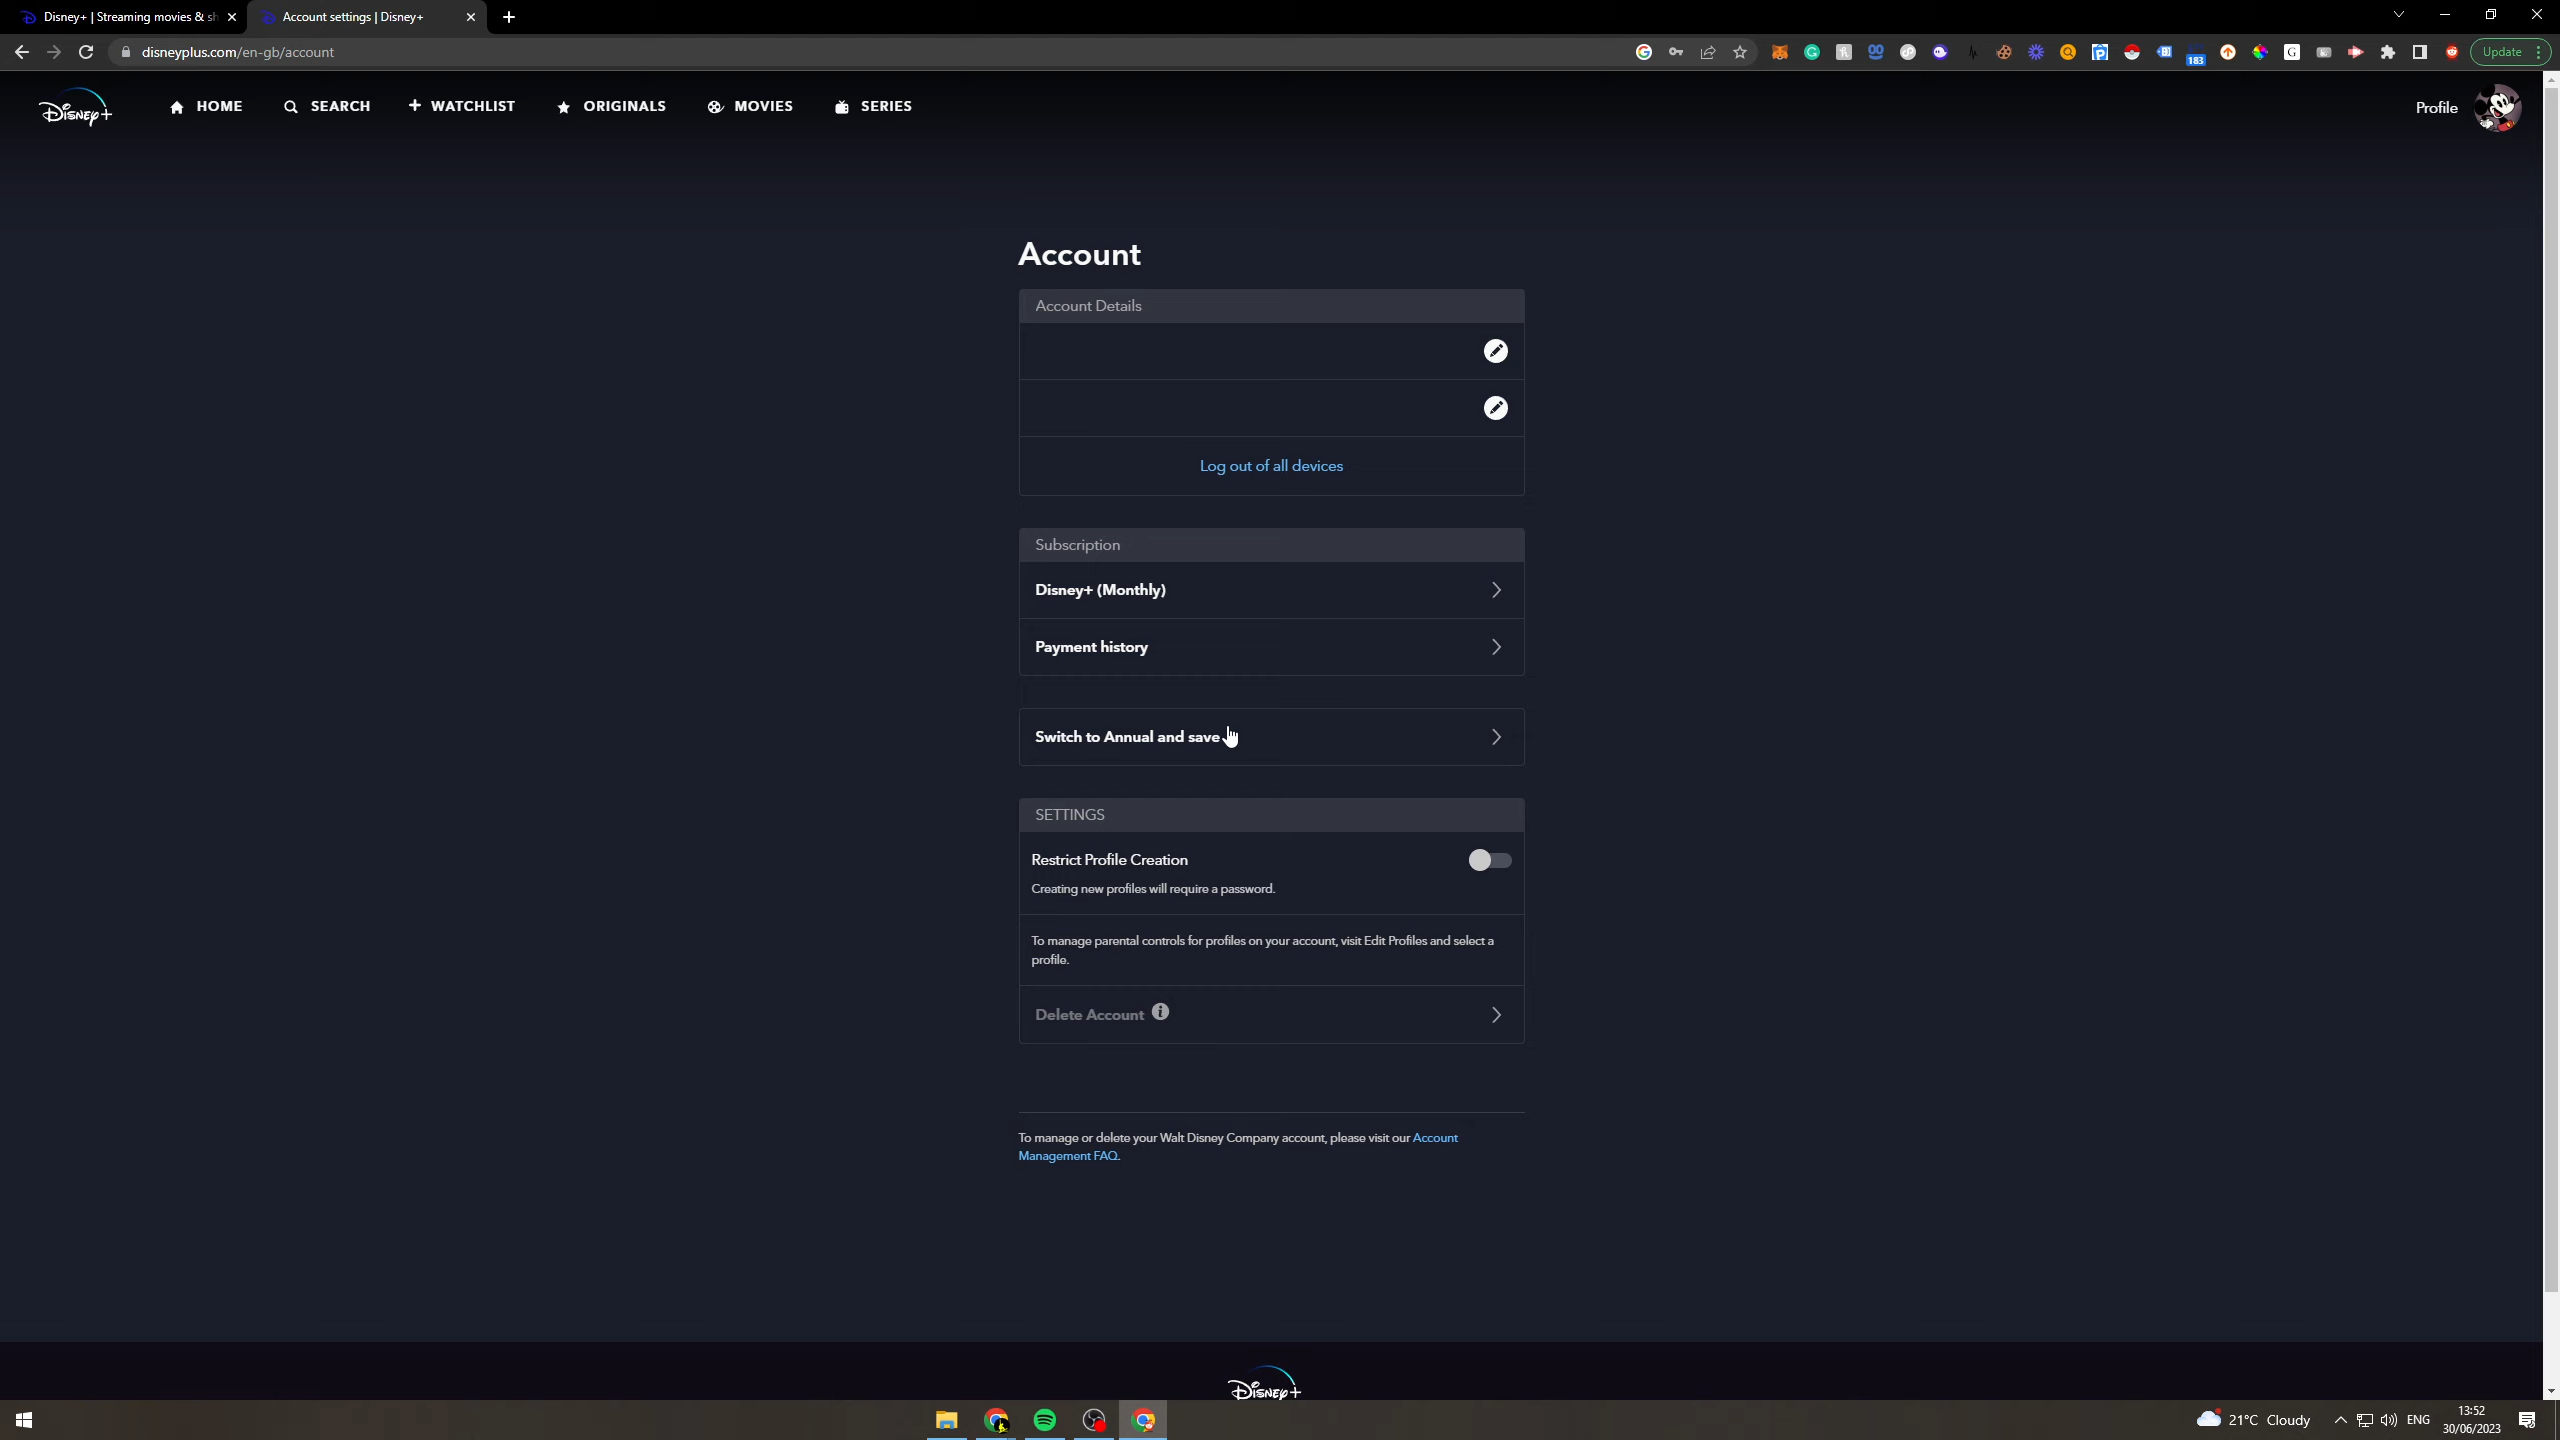 Disney+ | Streaming movies & sh
Account settings | Disney+
disneyplus.com/en-gb/account
183
Update
Disney+
HOME
SEARCH
WATCHLIST
ORIGINALS
MOVIES
SERIES
Profile
Account
Account Details
Log out of all devices
Subscription
Disney+ (Monthly)
Payment history
Switch to Annual and save
SETTINGS
Restrict Profile Creation
Creating new profiles will require a password.
To manage parental controls for profiles on your account, visit Edit Profiles and select a
profile.
Delete Account
To manage or delete your Walt Disney Company account, please visit our Account
Management FAQ.
Disney+
21°C Cloudy
ENG
13:52
30/06/2023